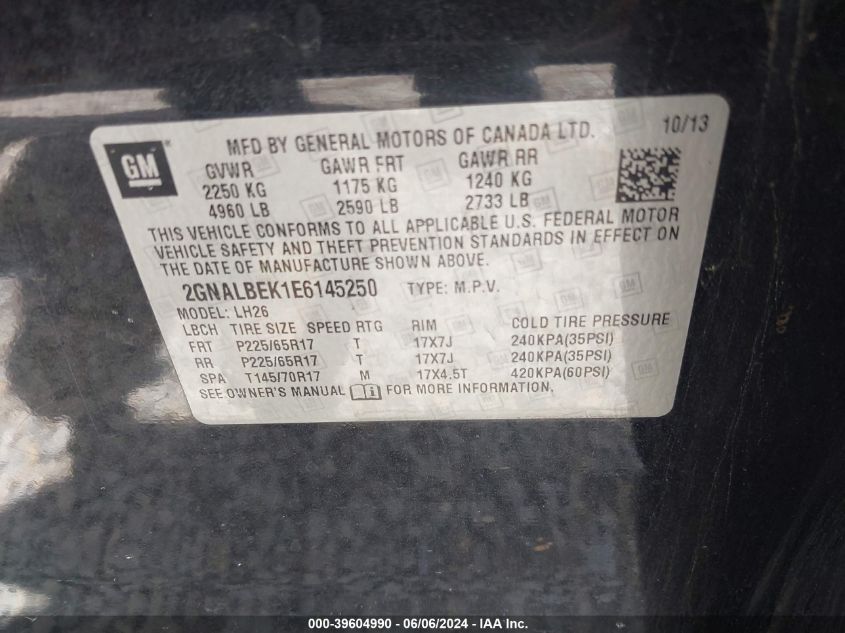 GM
MFD BY GENERAL MOTORS OF CANADA LTD.
10/13
GVWR GAWR FRT GAWR RR
2250 KG 1175 KG 1240 KG
4960 LB 2590 LB 2733 LB
THIS VEHICLE CONFORMS TO ALL APPLICABLE U.S. FEDERAL MOTOR
VEHICLE SAFETY AND THEFT PREVENTION STANDARDS IN EFFECT ON
THE DATE OF MANUFACTURE SHOWN ABOVE.
2GNALBEK1E6145250 TYPE: M.P.V.
MODEL: LH26
LBCH TIRE SIZE SPEED RTG RIM COLD TIRE PRESSURE
FRT P225/65R17 T 17X7J 240KPA(35PSI)
RR P225/65R17 T 17X7J 240KPA(35PSI)
SPA T145/70R17 M 17X4.5T 420KPA(60PSI)
SEE OWNER'S MANUAL FOR MORE INFORMATION.
000-39604990 - 06/06/2024 - IAA Inc.